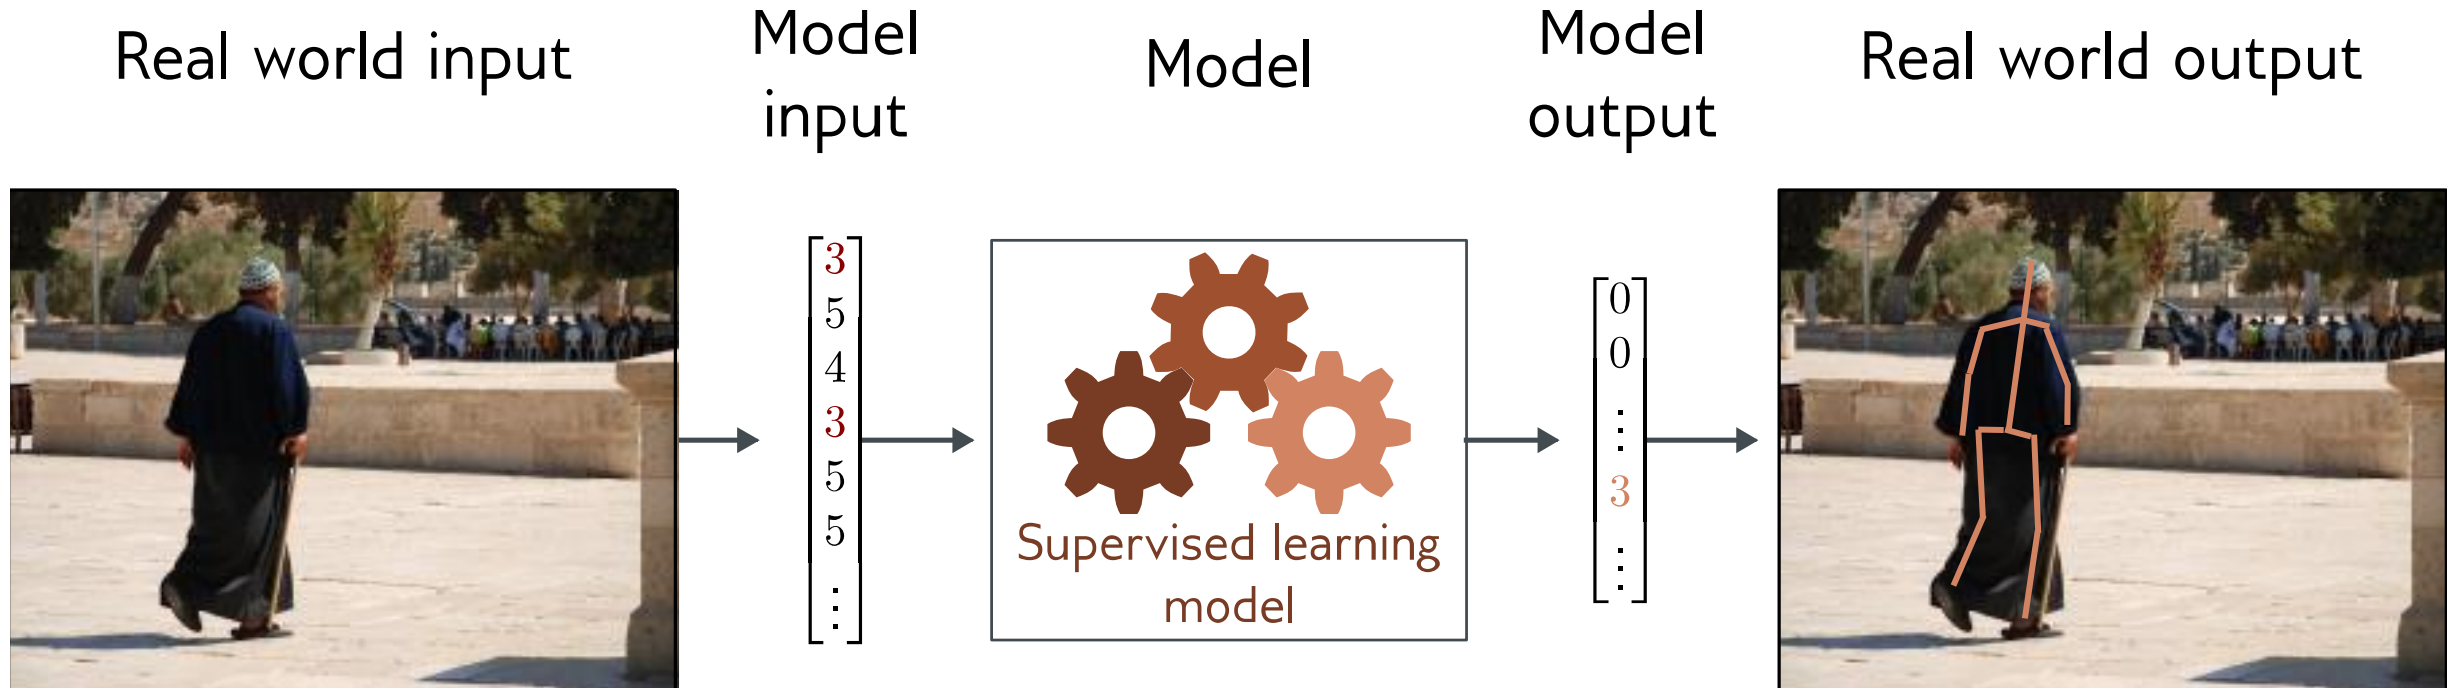 Real world input
Model
input
Model
Model
output
Real world output
3
5
4
3
5
5
⋮
Supervised learning
model
0
0
⋮
3
⋮